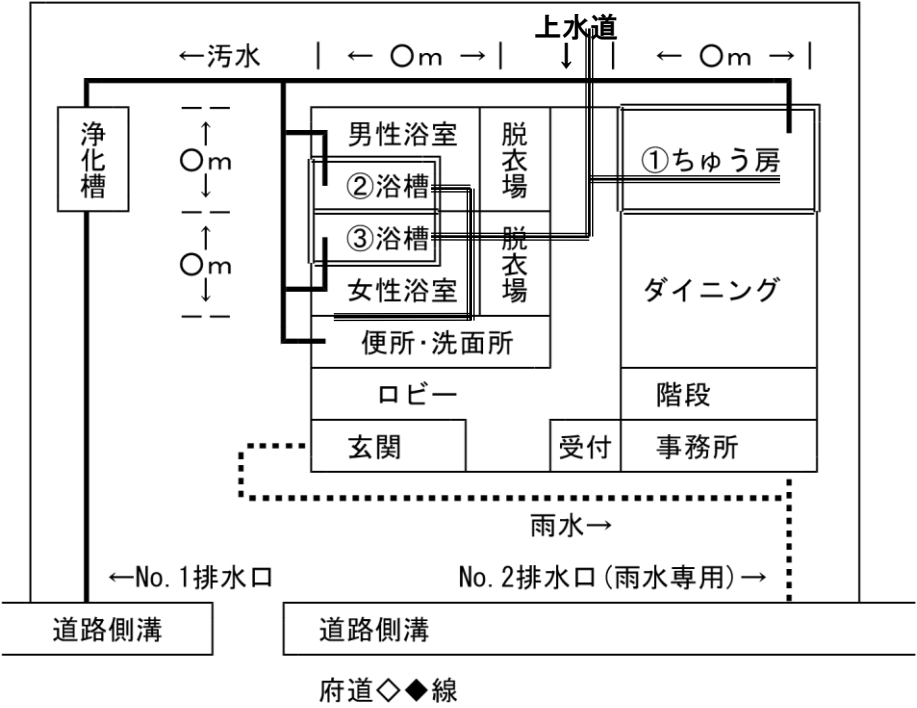 上水道
←汚水 | ← ○m → | ↓ | ← ○m → |
浄化槽
↑
○m
↓
↑
○m
↓
男性浴室
脱衣場
②浴槽
①ちゅう房
③浴槽
脱衣場
女性浴室
ダイニング
便所・洗面所
ロビー
階段
玄関
受付
事務所
雨水→
←No.1排水口
No.2排水口(雨水専用)→
道路側溝
道路側溝
府道◇◆線